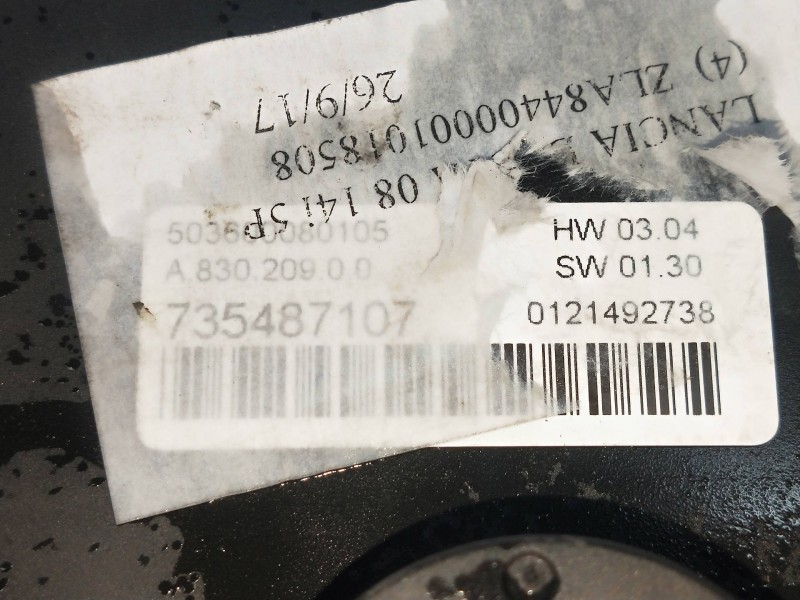 LANCIA 08 14i 5P
(4) ZLA84400001018508
26/9/17
503680080105
A.830.209.0.0
735487107
HW 03.04
SW 01.30
0121492738